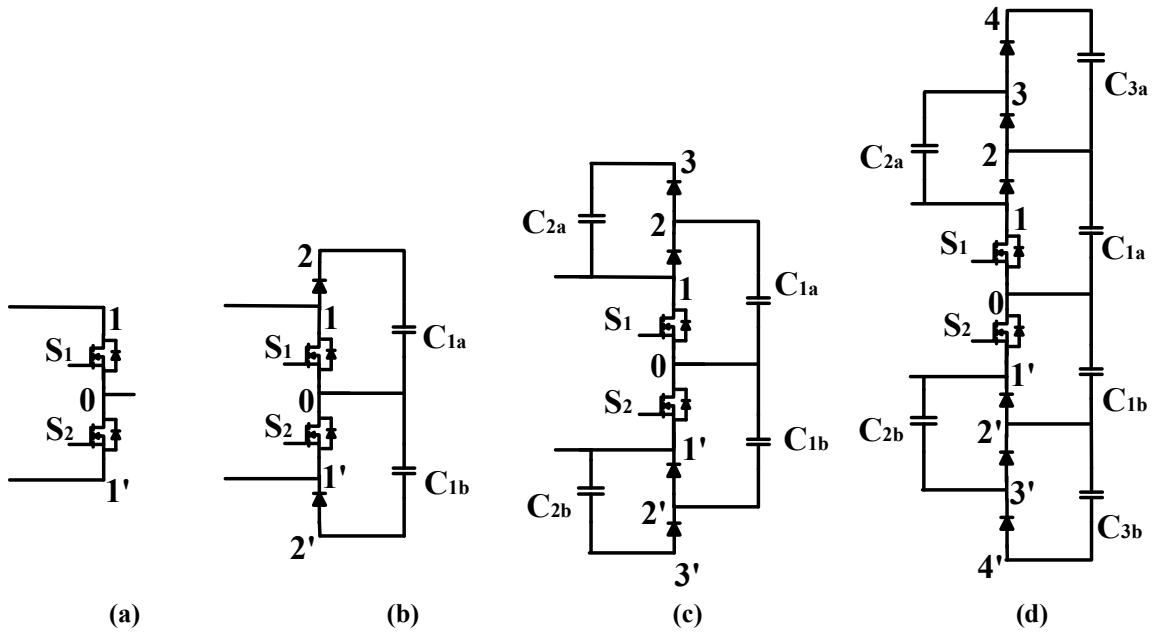 1
S1
0
S2
1'
(a)
2
1
S1
C1a
0
S2
1'
C1b
2'
(b)
3
C2a
2
1
C1a
S1
0
S2
1'
C1b
C2b
2'
3'
(c)
4
C3a
3
C2a
2
1
S1
C1a
0
S2
1'
C1b
C2b
2'
3'
C3b
4'
(d)